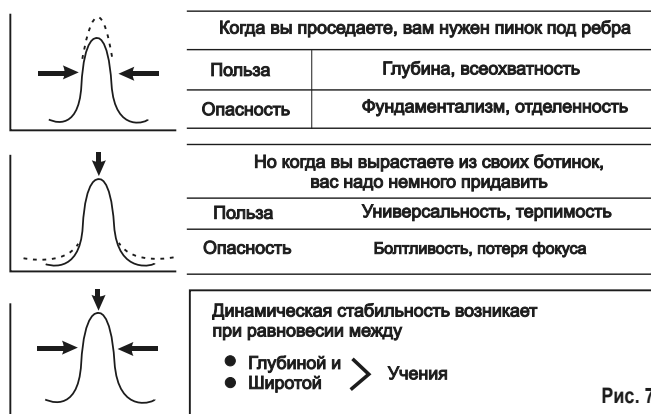 Когда вы проседаете, вам нужен пинок под ребра
Польза Глубина, всеохватность
Опасность Фундаментализм, отделенность
Но когда вы вырастаете из своих ботинок,
вас надо немного придавить
Польза Универсальность, терпимость
Опасность Болтливость, потеря фокуса
Динамическая стабильность возникает
при равновесии между
● Глубиной и
● Широтой > Учения
Рис. 7